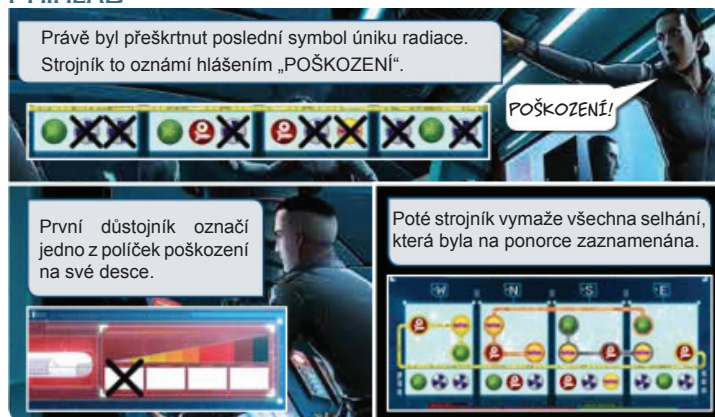 PŘÍKLAD
Právě byl přeškrtnut poslední symbol úniku radiace.
Strojník to oznámí hlášením „POŠKOZENÍ“.
POŠKOZENÍ!
První důstojník označí
jedno z políček poškození
na své desce.
Poté strojník vymaže všechna selhání,
která byla na ponorce zaznamenána.
W N S E